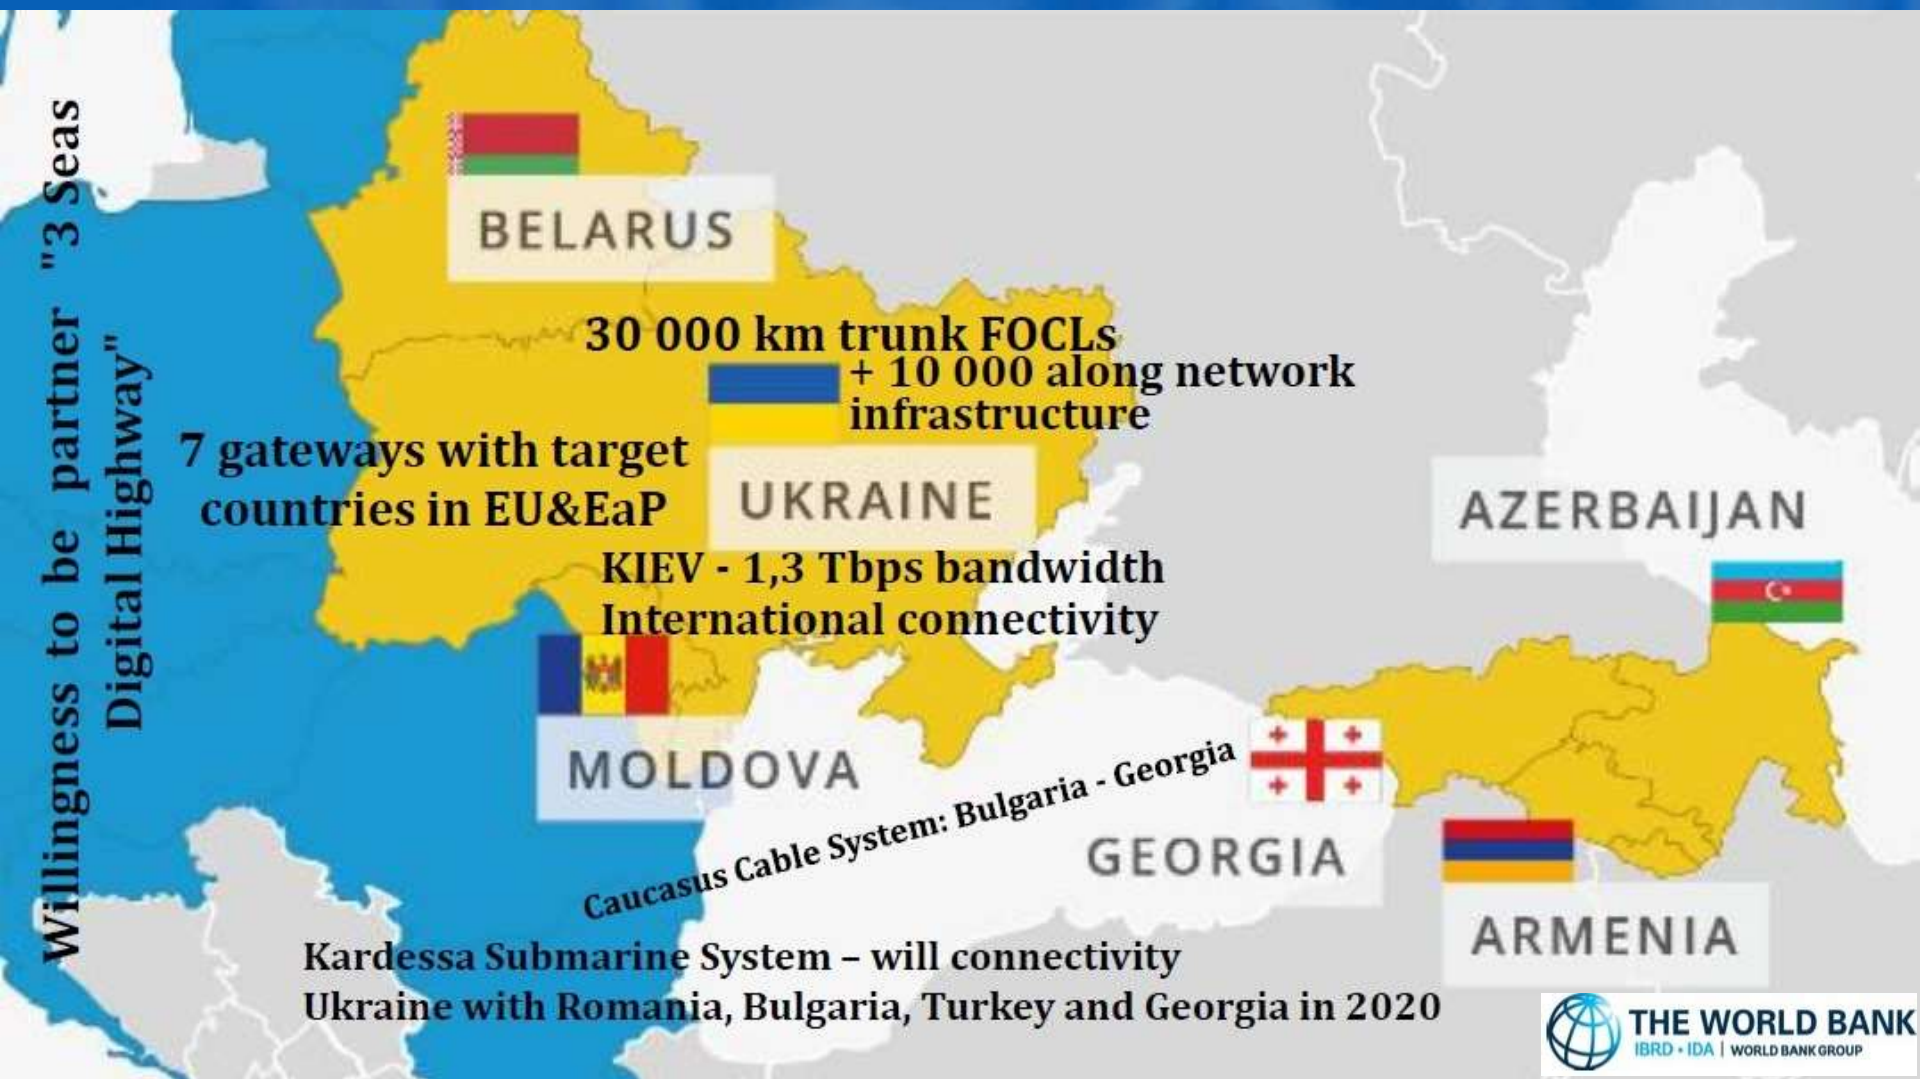 Willingness to be partner "3 Seas
Digital Highway"
BELARUS
30 000 km trunk FOCLs
+ 10 000 along network
infrastructure
7 gateways with target
countries in EU&EaP
UKRAINE
KIEV - 1,3 Tbps bandwidth
International connectivity
AZERBAIJAN
MOLDOVA
Caucasus Cable System: Bulgaria - Georgia
GEORGIA
ARMENIA
Kardessa Submarine System – will connectivity
Ukraine with Romania, Bulgaria, Turkey and Georgia in 2020
THE WORLD BANK
IBRD • IDA | WORLD BANK GROUP